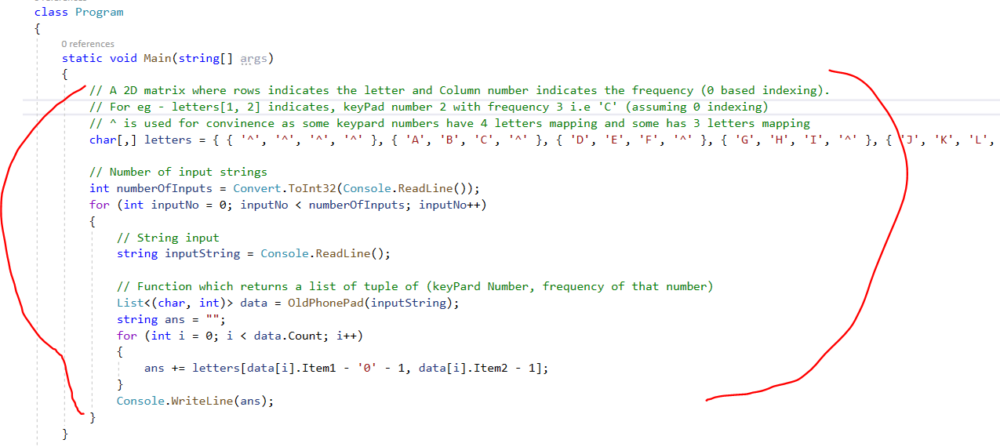 class Program
{
0 references
static void Main(string[] args)
{
// A 2D matrix where rows indicates the letter and Column number indicates the frequency (0 based indexing).
// For eg - letters[1, 2] indicates, keyPad number 2 with frequency 3 i.e 'C' (assuming 0 indexing)
// ^ is used for convinence as some keypard numbers have 4 letters mapping and some has 3 letters mapping
char[,] letters = { { '^', '^', '^', '^' }, { 'A', 'B', 'C', '^' }, { 'D', 'E', 'F', '^' }, { 'G', 'H', 'I', '^' }, { 'J', 'K', 'L',
// Number of input strings
int numberOfInputs = Convert.ToInt32(Console.ReadLine());
for (int inputNo = 0; inputNo < numberOfInputs; inputNo++)
{
// String input
string inputString = Console.ReadLine();
// Function which returns a list of tuple of (keyPard Number, frequency of that number)
List<(char, int)> data = OldPhonePad(inputString);
string ans = "";
for (int i = 0; i < data.Count; i++)
{
ans += letters[data[i].Item1 - '0' - 1, data[i].Item2 - 1];
}
Console.WriteLine(ans);
}
}